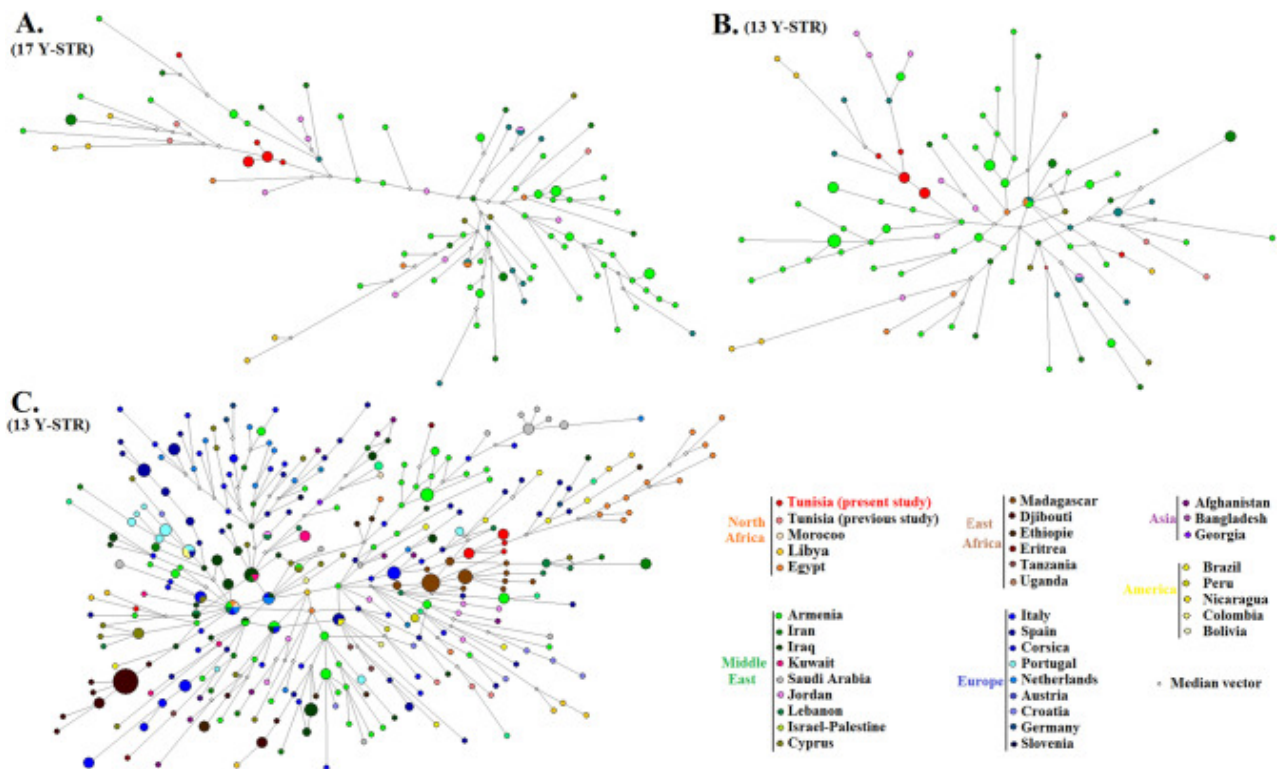 A.
(17 Y-STR)
B. (13 Y-STR)
C.
(13 Y-STR)
North
Africa
Tunisia (present study)
Tunisia (previous study)
Morocoo
Libya
Egypt
East
Africa
Madagascar
Djibouti
Ethiopie
Eritrea
Tanzania
Uganda
Asia
Afghanistan
Bangladesh
Georgia
America
Brazil
Peru
Nicaragua
Colombia
Bolivia
Middle
East
Armenia
Iran
Iraq
Kuwait
Saudi Arabia
Jordan
Lebanon
Israel-Palestine
Cyprus
Europe
Italy
Spain
Corsica
Portugal
Netherlands
Austria
Croatia
Germany
Slovenia
Median vector